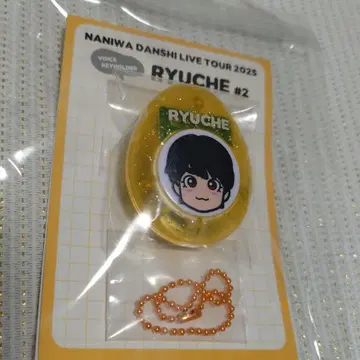 NANIWA DANSHI LIVE TOUR 2025
VOICE
KEYHOLDER
RYUCHE #2
RYUCHE